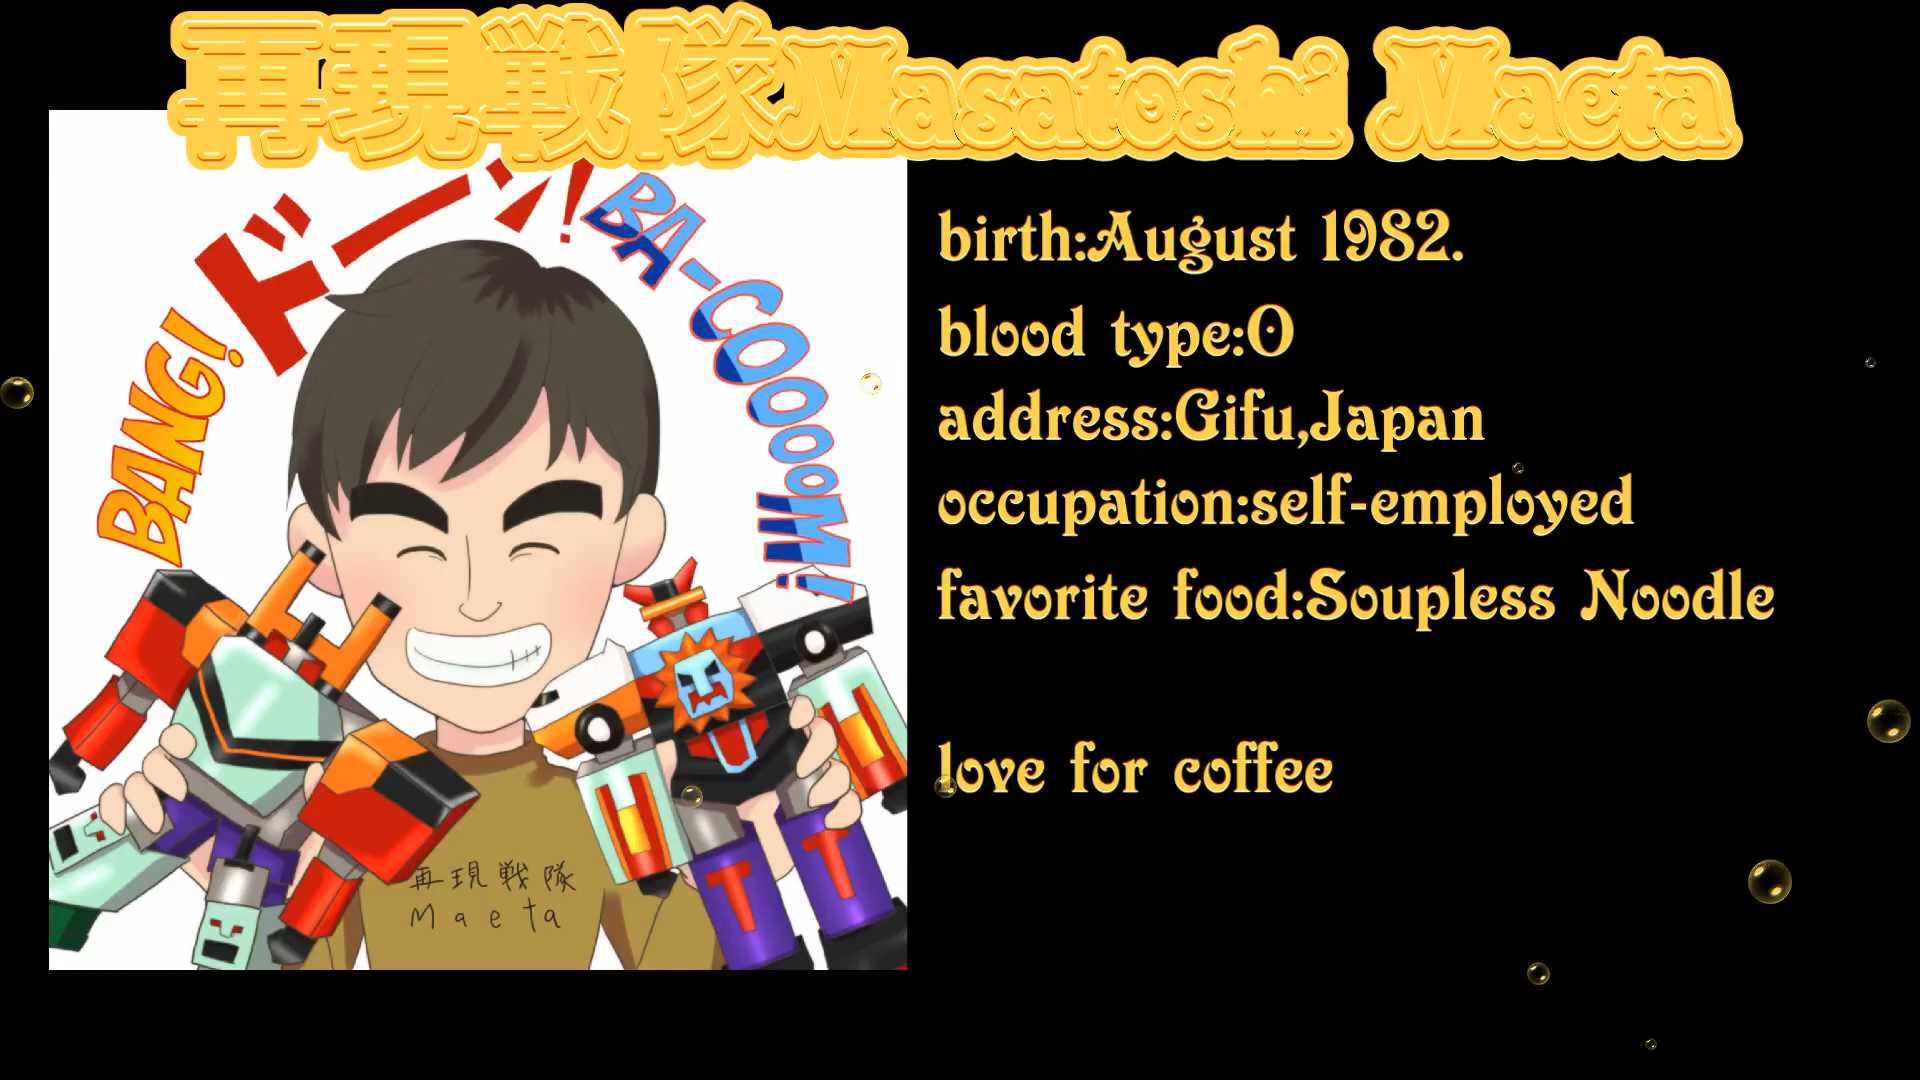 再現戦隊Masatoshi Maeta
BANG!
ドーン!
BA-COOoooM!
birth:August 1982.
blood type:O
address:Gifu,Japan
occupation:self-employed
favorite food:Soupless Noodle
love for coffee
T
T
再現戦隊
Maeta